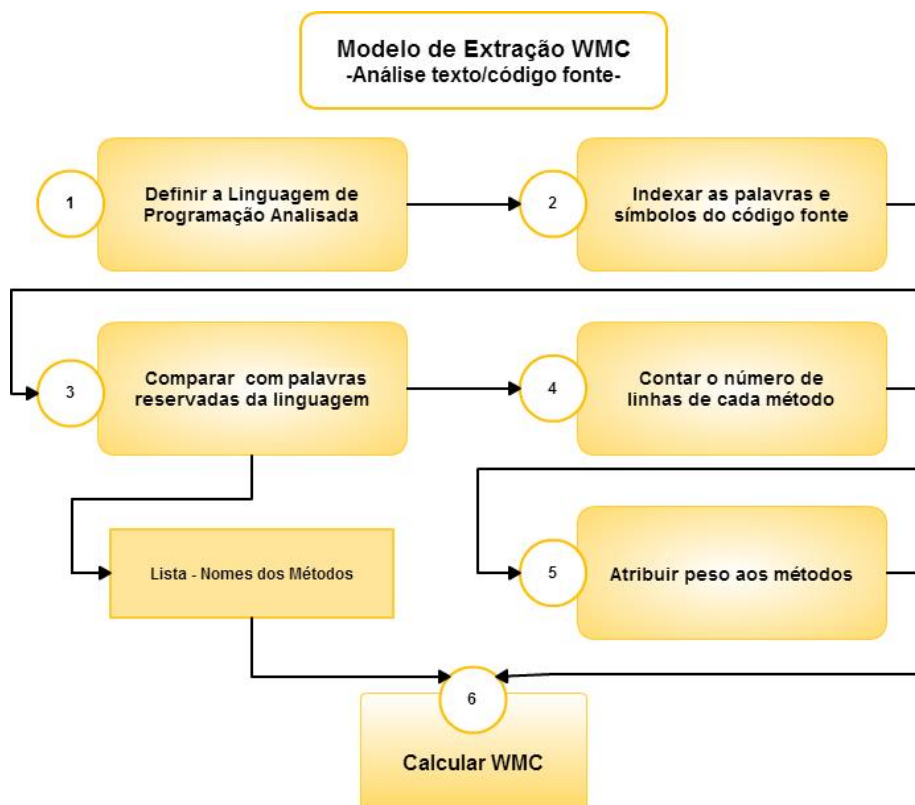 Modelo de Extração WMC
-Análise texto/código fonte-
1
Definir a Linguagem de
Programação Analisada
2
Indexar as palavras e
símbolos do código fonte
3
Comparar com palavras
reservadas da linguagem
4
Contar o número de
linhas de cada método
Lista - Nomes dos Métodos
5
Atribuir peso aos métodos
6
Calcular WMC